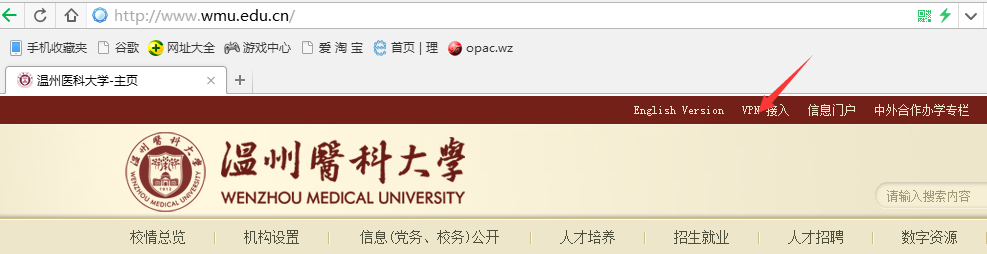 http://www.wmu.edu.cn/
手机收藏夹 谷歌 网址大全 游戏中心 爱 淘 宝 首页 | 理 opac.wz
温州医科大学-主页
English Version VPN 接入 信息门户 中外合作办学专栏
温州醫科大學
WENZHOU MEDICAL UNIVERSITY
请输入搜索内容
校情总览 机构设置 信息(党务、校务)公开 人才培养 招生就业 人才招聘 数字资源